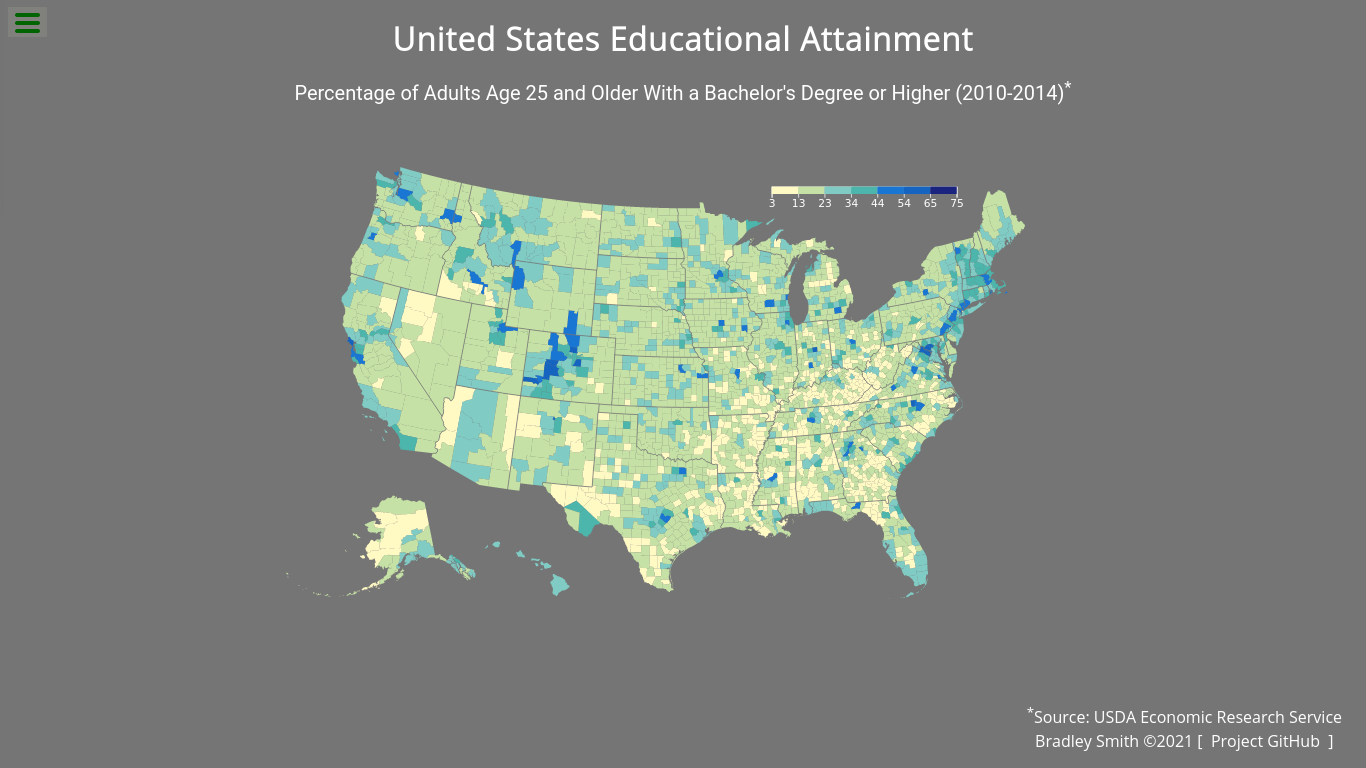 United States Educational Attainment
Percentage of Adults Age 25 and Older With a Bachelor's Degree or Higher (2010-2014)*
3 13 23 34 44 54 65 75
*Source: USDA Economic Research Service
Bradley Smith ©2021 [ Project GitHub ]